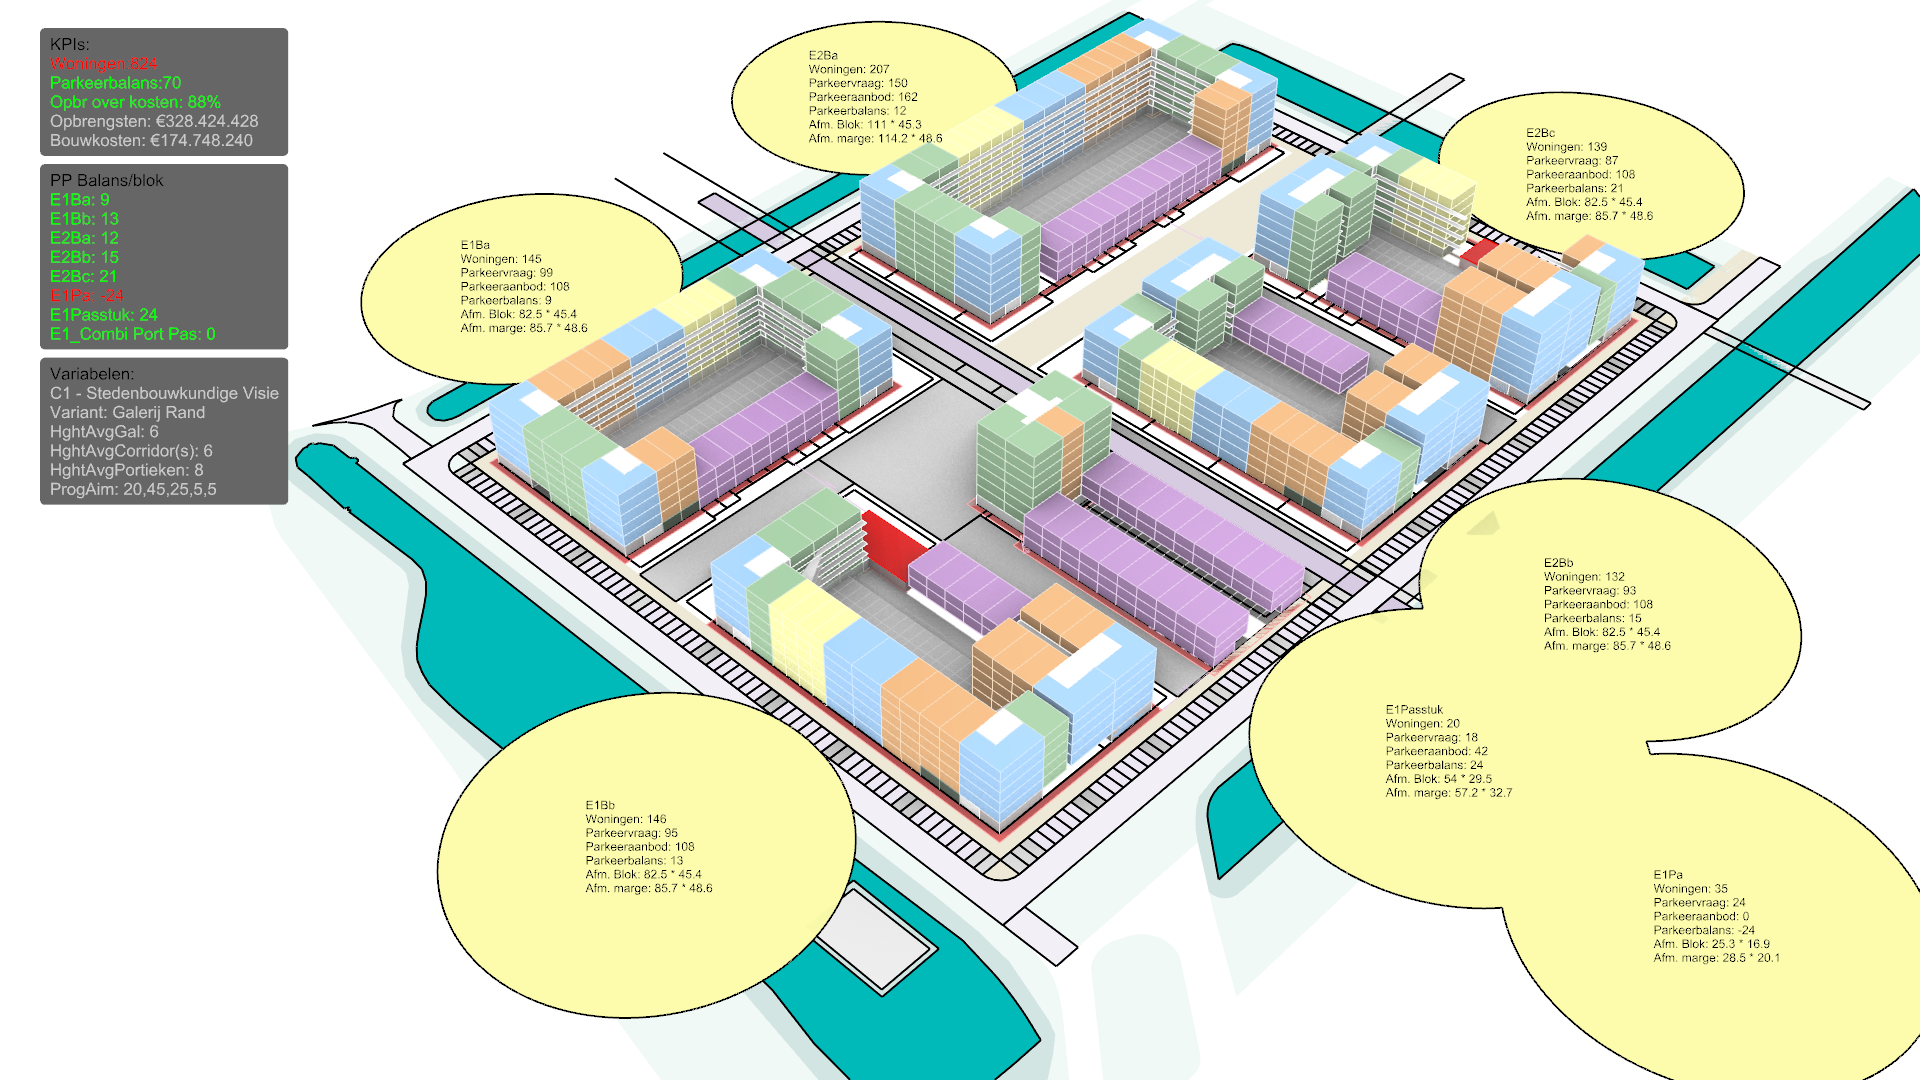 KPIs:
Woningen:824
Parkeerbalans:70
Opbr over kosten: 88%
Opbrengsten: €328.424.428
Bouwkosten: €174.748.240
PP Balans/blok
E1Ba: 9
E1Bb: 13
E2Ba: 12
E2Bb: 15
E2Bc: 21
E1Pa: -24
E1Passtuk: 24
E1_Combi Port Pas: 0
Variabelen:
C1 - Stedenbouwkundige Visie
Variant: Galerij Rand
HghtAvgGal: 6
HghtAvgCorridor(s): 6
HghtAvgPortieken: 8
ProgAim: 20,45,25,5,5
E2Ba
Woningen: 207
Parkeervraag: 150
Parkeeraanbod: 162
Parkeerbalans: 12
Afm. Blok: 111 * 45.3
Afm. marge: 114.2 * 48.6
E2Bc
Woningen: 139
Parkeervraag: 87
Parkeeraanbod: 108
Parkeerbalans: 21
Afm. Blok: 82.5 * 45.4
Afm. marge: 85.7 * 48.6
E1Ba
Woningen: 145
Parkeervraag: 99
Parkeeraanbod: 108
Parkeerbalans: 9
Afm. Blok: 82.5 * 45.4
Afm. marge: 85.7 * 48.6
E2Bb
Woningen: 132
Parkeervraag: 93
Parkeeraanbod: 108
Parkeerbalans: 15
Afm. Blok: 82.5 * 45.4
Afm. marge: 85.7 * 48.6
E1Passtuk
Woningen: 20
Parkeervraag: 18
Parkeeraanbod: 42
Parkeerbalans: 24
Afm. Blok: 54 * 29.5
Afm. marge: 57.2 * 32.7
E1Bb
Woningen: 146
Parkeervraag: 95
Parkeeraanbod: 108
Parkeerbalans: 13
Afm. Blok: 82.5 * 45.4
Afm. marge: 85.7 * 48.6
E1Pa
Woningen: 35
Parkeervraag: 24
Parkeeraanbod: 0
Parkeerbalans: -24
Afm. Blok: 25.3 * 16.9
Afm. marge: 28.5 * 20.1